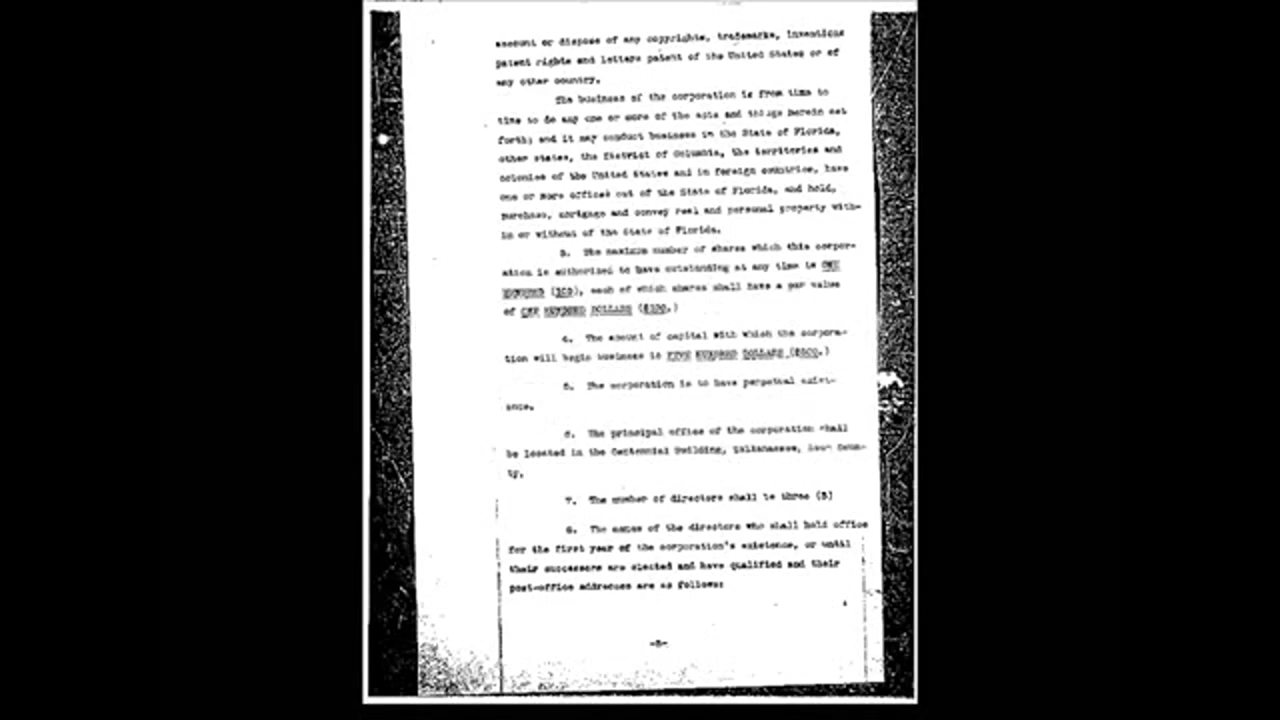 account or dispose of any copyrights, trademarks, inventions
patent rights and letters patent of the United States or of
any other country.
The business of the corporation is from time to
time to do any one or more of the acts and things herein set
forth; and it may conduct business in the State of Florida,
other states, the District of Columbia, the territories and
colonies of the United States and in foreign countries, have
one or more offices out of the State of Florida, and hold,
purchase, mortgage and convey real and personal property with-
in or without of the State of Florida.
3. The maximum number of shares which this corpor-
ation is authorized to have outstanding at any time is ONE
HUNDRED (100), each of which shares shall have a par value
of ONE HUNDRED DOLLARS ($100.)
4. The amount of capital with which the corpora-
tion will begin business is FIVE HUNDRED DOLLARS ($500.)
5. The corporation is to have perpetual exist-
ence.
6. The principal office of the corporation shall
be located in the Centennial Building, Tallahassee, Leon Coun-
ty.
7. The number of directors shall be three (3)
8. The names of the directors who shall hold office
for the first year of the corporation's existence, or until
their successors are elected and have qualified and their
post-office addresses are as follows: